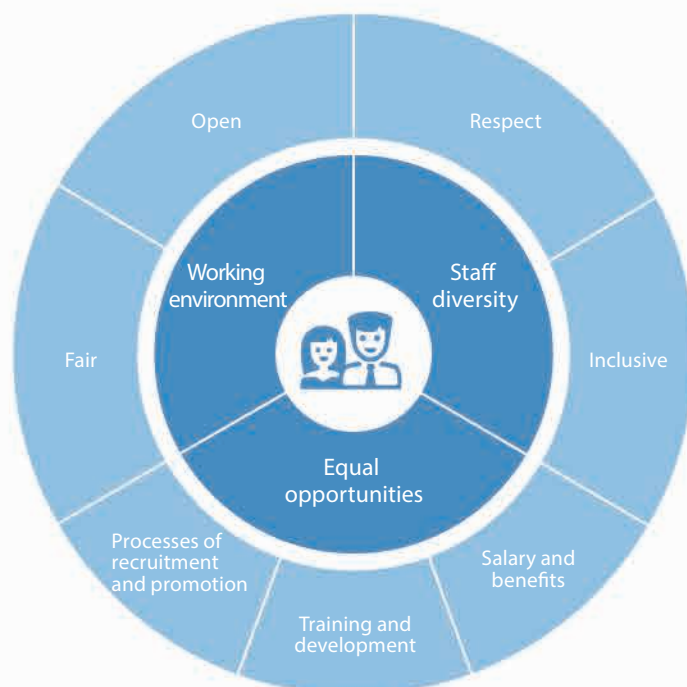 Open
Respect
Working
environment
Staff
diversity
Fair
Inclusive
Equal
opportunities
Processes of
recruitment
and promotion
Salary and
benefits
Training and
development